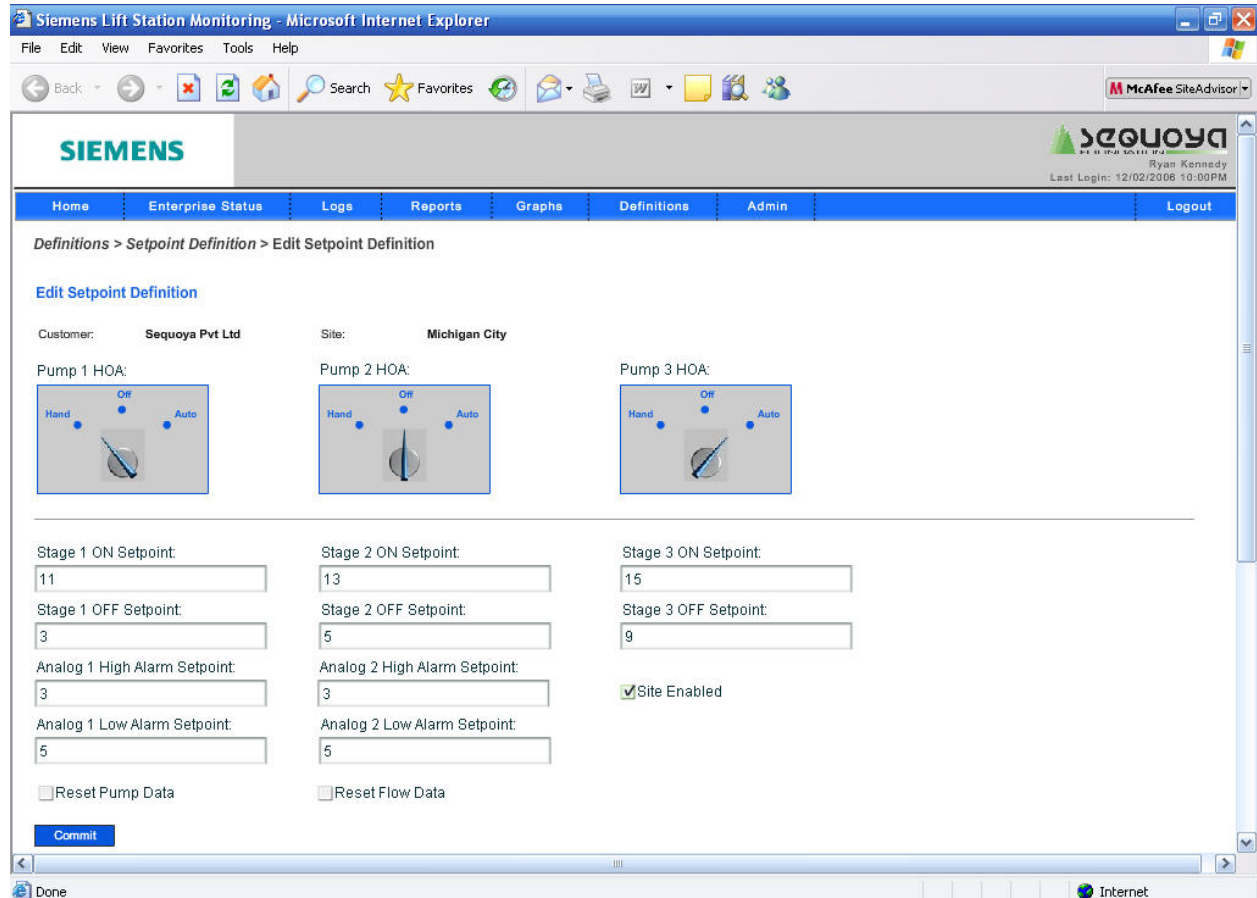 Siemens Lift Station Monitoring - Microsoft Internet Explorer
File Edit View Favorites Tools Help
Back Search Favorites W M McAfee SiteAdvisor
SIEMENS
sequoya
Ryan Kennedy
Last Login: 12/02/2006 10:00PM
Home Enterprise Status Logs Reports Graphs Definitions Admin Logout
Definitions > Setpoint Definition > Edit Setpoint Definition
Edit Setpoint Definition
Customer: Sequoya Pvt Ltd Site: Michigan City
Pump 1 HOA: Pump 2 HOA: Pump 3 HOA:
Off Off Off
Hand Auto Hand Auto Hand Auto
Stage 1 ON Setpoint: Stage 2 ON Setpoint: Stage 3 ON Setpoint:
11 13 15
Stage 1 OFF Setpoint: Stage 2 OFF Setpoint: Stage 3 OFF Setpoint:
3 5 9
Analog 1 High Alarm Setpoint: Analog 2 High Alarm Setpoint:
3 3 Site Enabled
Analog 1 Low Alarm Setpoint: Analog 2 Low Alarm Setpoint:
5 5
Reset Pump Data Reset Flow Data
Commit
Done Internet